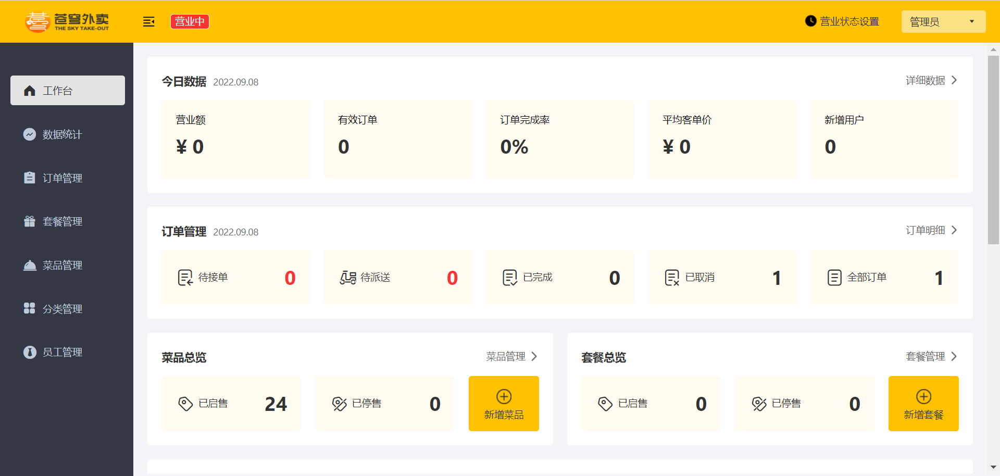 苍穹外卖
THE SKY TAKE-OUT
营业中
营业状态设置
管理员
工作台
数据统计
订单管理
套餐管理
菜品管理
分类管理
员工管理
今日数据 2022.09.08
详细数据
营业额
¥ 0
有效订单
0
订单完成率
0%
平均客单价
¥ 0
新增用户
0
订单管理 2022.09.08
订单明细
待接单 0
待派送 0
已完成 0
已取消 1
全部订单 1
菜品总览
菜品管理
已启售 24
已停售 0
新增菜品
套餐总览
套餐管理
已启售 0
已停售 0
新增套餐